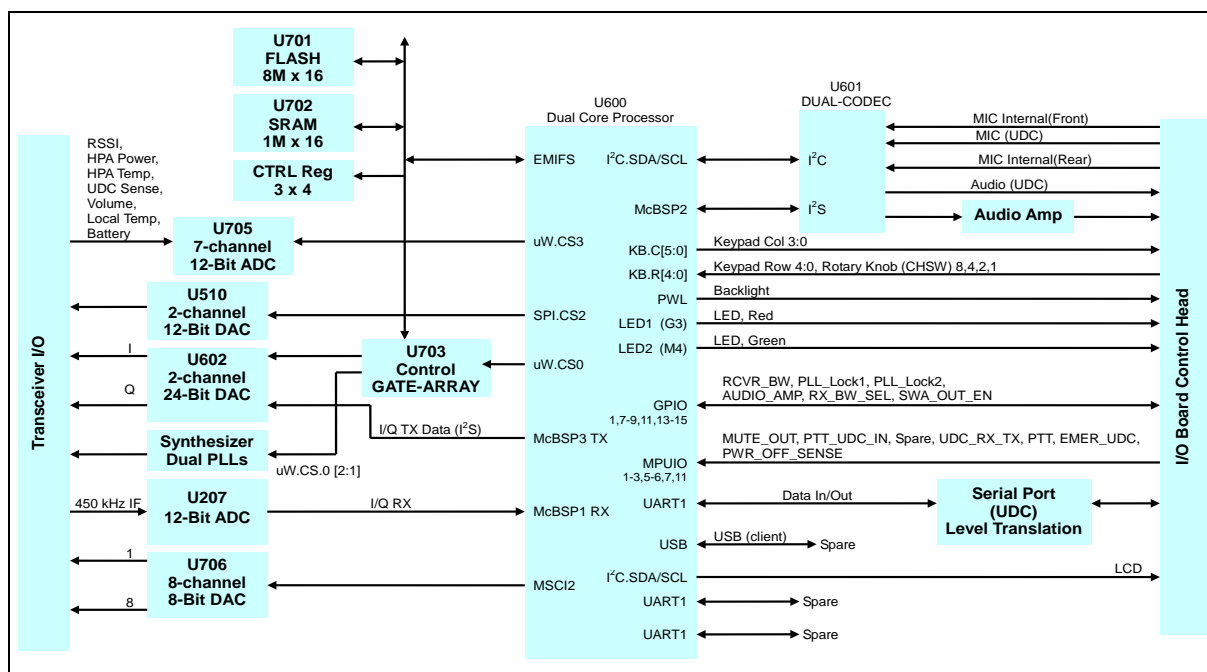 U701
FLASH
8M x 16
U702
SRAM
1M x 16
CTRL Reg
3 x 4
RSSI,
HPA Power,
HPA Temp,
UDC Sense,
Volume,
Local Temp,
Battery
U705
7-channel
12-Bit ADC
U510
2-channel
12-Bit DAC
I
U602
2-channel
24-Bit DAC
Q
U703
Control
GATE-ARRAY
Synthesizer
Dual PLLs
I/Q TX Data (I²S)
uW.CS.0 [2:1]
450 kHz IF
U207
12-Bit ADC
I/Q RX
1
U706
8-channel
8-Bit DAC
8
Transceiver I/O
U600
Dual Core Processor
EMIFS
uW.CS3
SPI.CS2
uW.CS0
McBSP3 TX
McBSP1 RX
MSCI2
I²C.SDA/SCL
McBSP2
KB.C[5:0]
KB.R[4:0]
PWL
LED1 (G3)
LED2 (M4)
GPIO
1,7-9,11,13-15
MPUIO
1-3,5-6,7,11
UART1
USB
I²C.SDA/SCL
UART1
UART1
U601
DUAL-CODEC
I²C
I²S
MIC Internal(Front)
MIC (UDC)
MIC Internal(Rear)
Audio (UDC)
Audio Amp
Keypad Col 3:0
Keypad Row 4:0, Rotary Knob (CHSW) 8,4,2,1
Backlight
LED, Red
LED, Green
RCVR_BW, PLL_Lock1, PLL_Lock2,
AUDIO_AMP, RX_BW_SEL, SWA_OUT_EN
MUTE_OUT, PTT_UDC_IN, Spare, UDC_RX_TX, PTT, EMER_UDC,
PWR_OFF_SENSE
Data In/Out
Serial Port
(UDC)
Level Translation
USB (client)
Spare
LCD
Spare
Spare
I/O Board Control Head